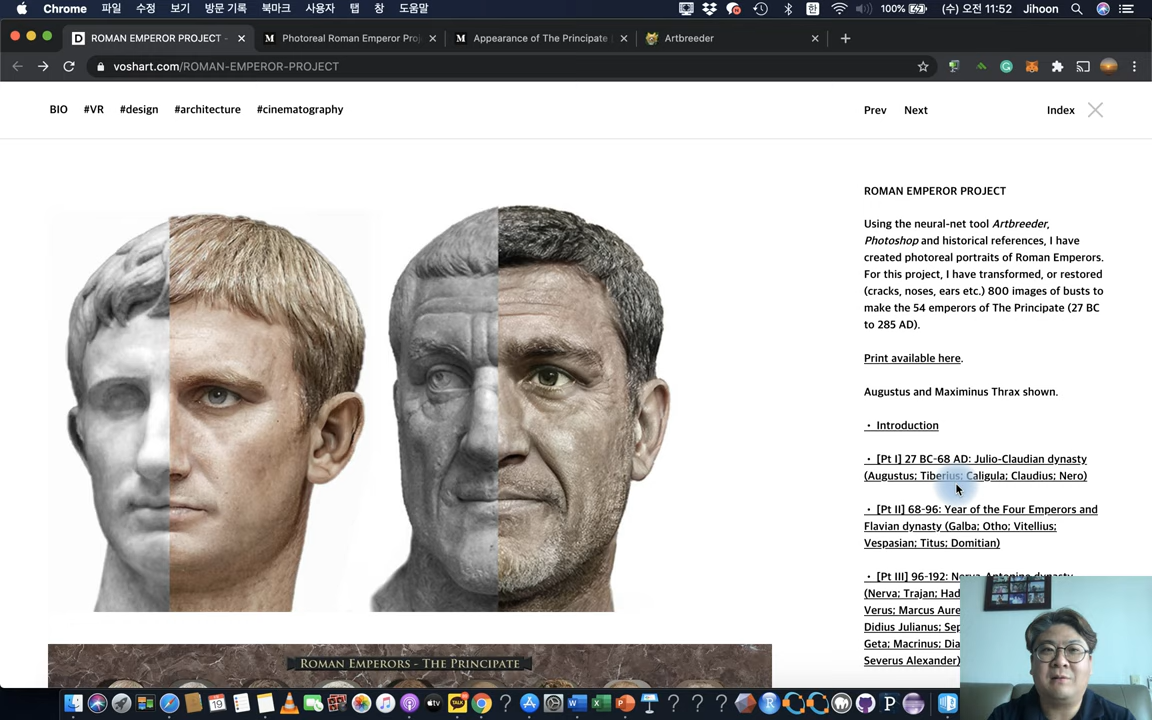 Chrome 파일 수정 보기 방문 기록 북마크 사용자 탭 창 도움말 100% (수) 오전 11:52 Jihoon
ROMAN EMPEROR PROJECT -
Photoreal Roman Emperor Proj
Appearance of The Principate
Artbreeder
voshart.com/ROMAN-EMPEROR-PROJECT
BIO #VR #design #architecture #cinematography Prev Next Index
ROMAN EMPEROR PROJECT
Using the neural-net tool Artbreeder,
Photoshop and historical references, I have
created photoreal portraits of Roman Emperors.
For this project, I have transformed, or restored
(cracks, noses, ears etc.) 800 images of busts to
make the 54 emperors of The Principate (27 BC
to 285 AD).
Print available here.
Augustus and Maximinus Thrax shown.
・ Introduction
・ [Pt I] 27 BC-68 AD: Julio-Claudian dynasty
(Augustus; Tiberius; Caligula; Claudius; Nero)
・ [Pt II] 68-96: Year of the Four Emperors and
Flavian dynasty (Galba; Otho; Vitellius;
Vespasian; Titus; Domitian)
・ [Pt III] 96-192: Nerva-Antonine dynasty
(Nerva; Trajan; Had
Verus; Marcus Aure
Didius Julianus; Sep
Geta; Macrinus; Dia
Severus Alexander)
ROMAN EMPERORS - THE PRINCIPATE